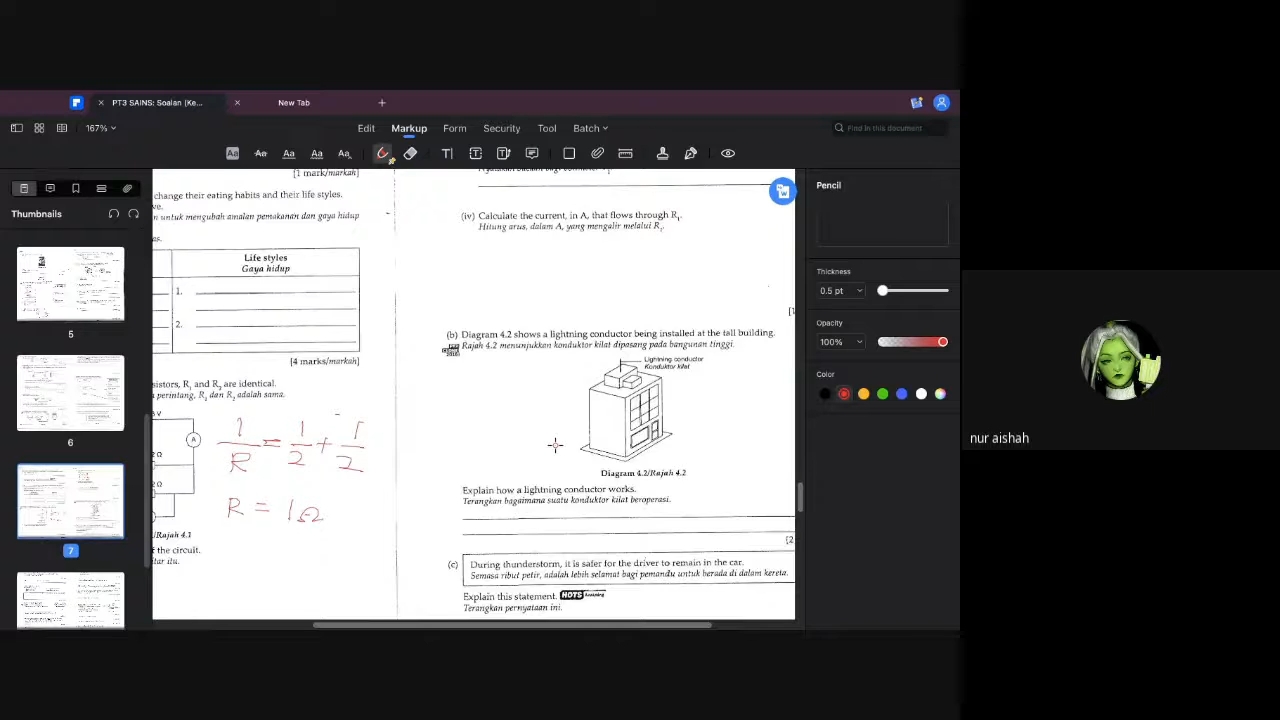 PT3 SAINS: Soalan (Ke...
New Tab
167%
Edit
Markup
Form
Security
Tool
Batch
Find in this document
Thumbnails
5
6
7
[1 mark/markah]
change their eating habits and their life styles.
ve.
n untuk mengubah amalan pemakanan dan gaya hidup
as.
Life styles
Gaya hidup
1.
2.
[4 marks/markah]
sistors, R1 and R2 are identical.
a perintang, R1 dan R2 adalah sama.
V
A
2 Ω
2 Ω
1/R = 1/2 + 1/2
R = 1Ω
/Rajah 4.1
f the circuit.
itar itu.
(iv) Calculate the current, in A, that flows through R1.
Hitung arus, dalam A, yang mengalir melalui R1.
[1
(b) Diagram 4.2 shows a lightning conductor being installed at the tall building.
Rajah 4.2 menunjukkan konduktor kilat dipasang pada bangunan tinggi.
Lightning conductor
Konduktor kilat
Diagram 4.2/Rajah 4.2
Explain how a lightning conductor works.
Terangkan bagaimana suatu konduktor kilat beroperasi.
[2
(c) During thunderstorm, it is safer for the driver to remain in the car.
Semasa ribut petir, adalah lebih selamat bagi pemandu untuk berada di dalam kereta.
Explain this statement. HOTS
Terangkan pernyataan ini.
Pencil
Thickness
0.5 pt
Opacity
100%
Color
nur aishah